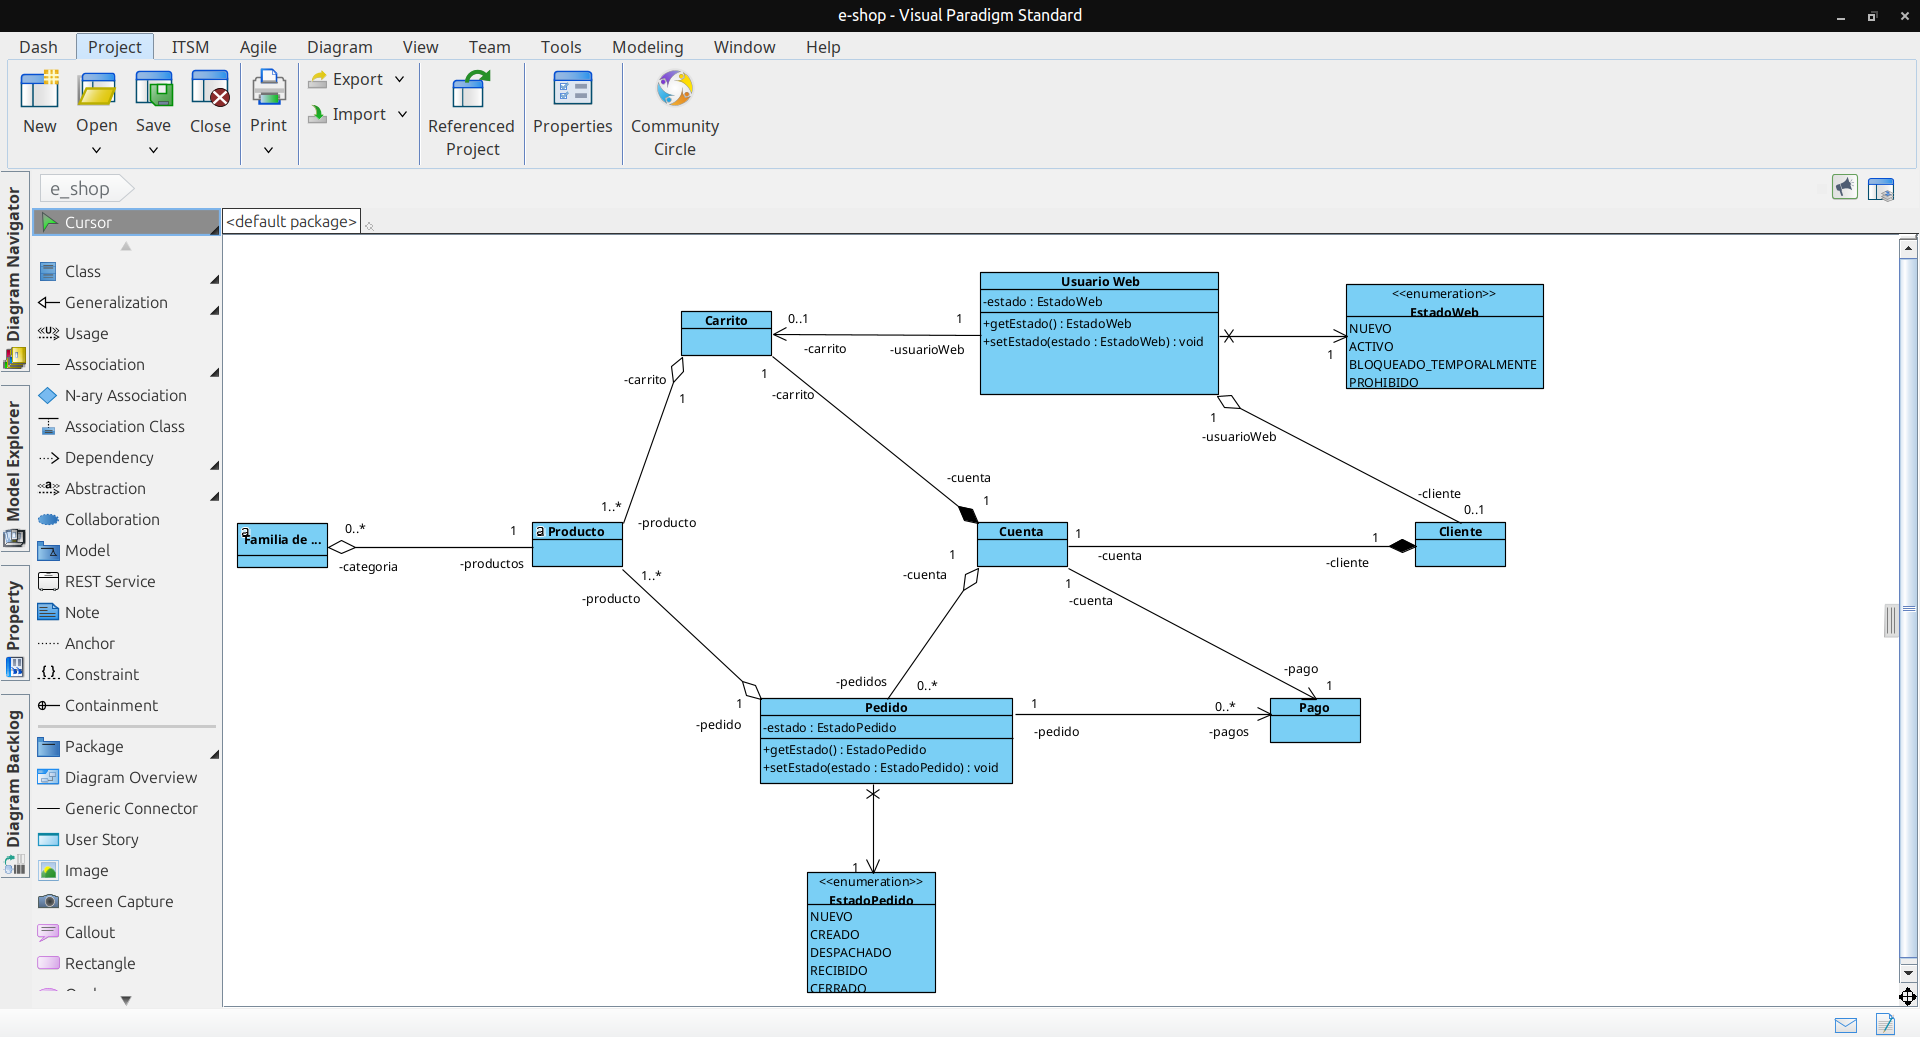 e-shop - Visual Paradigm Standard
Dash Project ITSM Agile Diagram View Team Tools Modeling Window Help
New Open Save Close Print Export Import Referenced Project Properties Community Circle
e_shop
Diagram Navigator
Model Explorer
Property
Diagram Backlog
Cursor
Class
Generalization
Usage
Association
N-ary Association
Association Class
Dependency
Abstraction
Collaboration
Model
REST Service
Note
Anchor
Constraint
Containment
Package
Diagram Overview
Generic Connector
User Story
Image
Screen Capture
Callout
Rectangle
<default package>
Usuario Web
-estado : EstadoWeb
+getEstado() : EstadoWeb
+setEstado(estado : EstadoWeb) : void
<<enumeration>>
EstadoWeb
NUEVO
ACTIVO
BLOQUEADO_TEMPORALMENTE
PROHIBIDO
1
Carrito
0..1
1
-carrito
-usuarioWeb
-carrito
1
1
-carrito
1
-usuarioWeb
-cuenta
1
-cliente
0..1
1..*
-producto
a
Familia de ...
0..*
1
-categoria
-productos
a Producto
1..*
-producto
Cuenta
1
1
-cuenta
-cliente
Cliente
1
-cuenta
1
-cuenta
-pedidos
0..*
-pago
1
1
-pedido
Pedido
-estado : EstadoPedido
+getEstado() : EstadoPedido
+setEstado(estado : EstadoPedido) : void
1
0..*
-pedido
-pagos
Pago
1
<<enumeration>>
EstadoPedido
NUEVO
CREADO
DESPACHADO
RECIBIDO
CERRADO